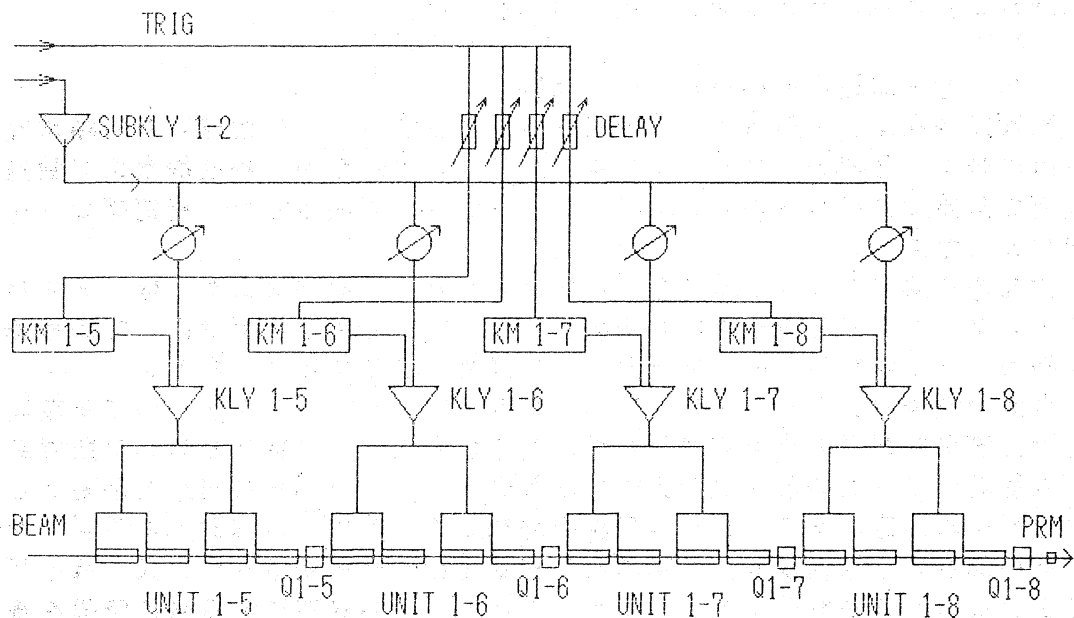 TRIG
SUBKLY 1-2
DELAY
KM 1-5
KM 1-6
KM 1-7
KM 1-8
KLY 1-5
KLY 1-6
KLY 1-7
KLY 1-8
BEAM
PRM
Q1-5
Q1-6
Q1-7
Q1-8
UNIT 1-5
UNIT 1-6
UNIT 1-7
UNIT 1-8